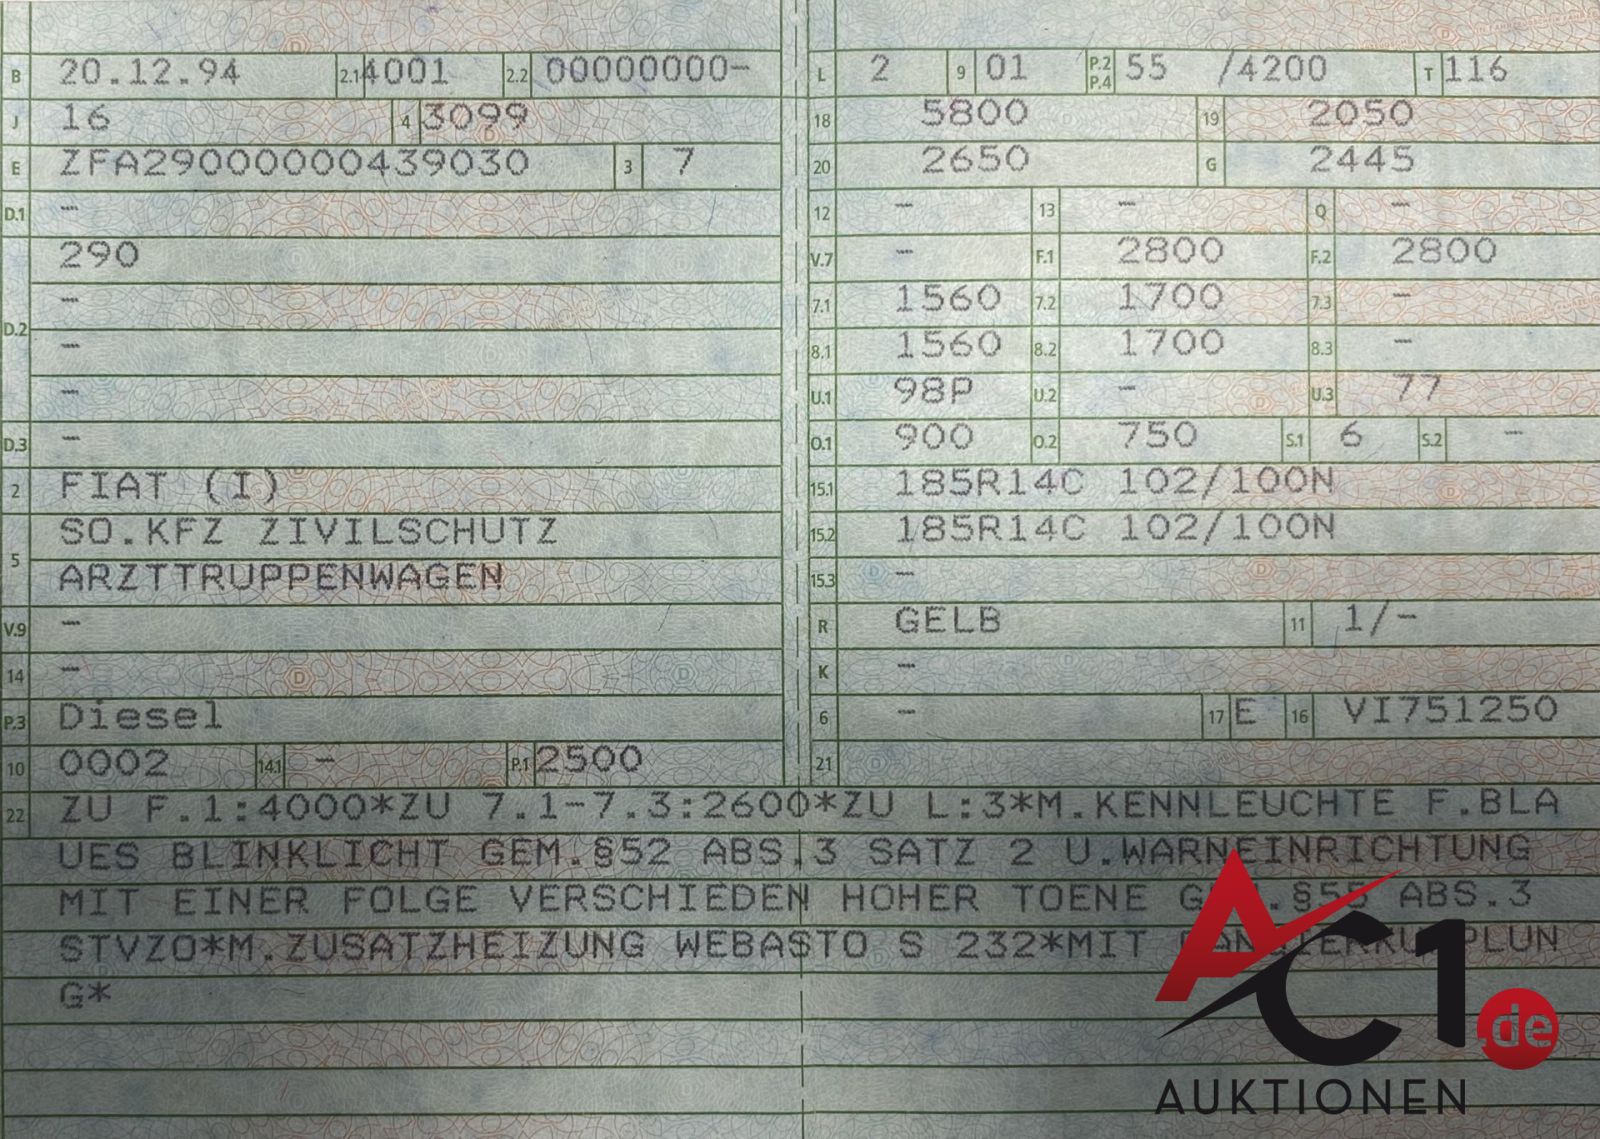 B 20.12.94 2.1 4001 2.2 00000000-
J 16 4 3099
E ZFA29000000439030 3 7
D.1 -
290
-
D.2
-
-
D.3 -
2 FIAT (I)
SO.KFZ ZIVILSCHUTZ
5
ARZTTRUPPENWAGEN
V.9 -
14 -
P.3 Diesel
10 0002 14.1 - P.1 2500
L 2 9 01 P.2 P.4 55 /4200 T 116
18 5800 19 2050
20 2650 G 2445
12 - 13 - Q -
V.7 - F.1 2800 F.2 2800
7.1 1560 7.2 1700 7.3 -
8.1 1560 8.2 1700 8.3 -
U.1 98P U.2 - U.3 77
O.1 900 O.2 750 S.1 6 S.2 -
15.1 185R14C 102/100N
15.2 185R14C 102/100N
15.3 -
R GELB 11 1/-
K -
6 - 17 E 16 VI751250
21
22 ZU F.1:4000*ZU 7.1-7.3:2600*ZU L:3*M.KENNLEUCHTE F.BLA
UES BLINKLICHT GEM.§52 ABS.3 SATZ 2 U.WARNEINRICHTUNG
MIT EINER FOLGE VERSCHIEDEN HOHER TOENE .§55 ABS.3
STVZO*M.ZUSATZHEIZUNG WEBASTO S 232*MIT
G*
AC1.de
AUKTIONEN